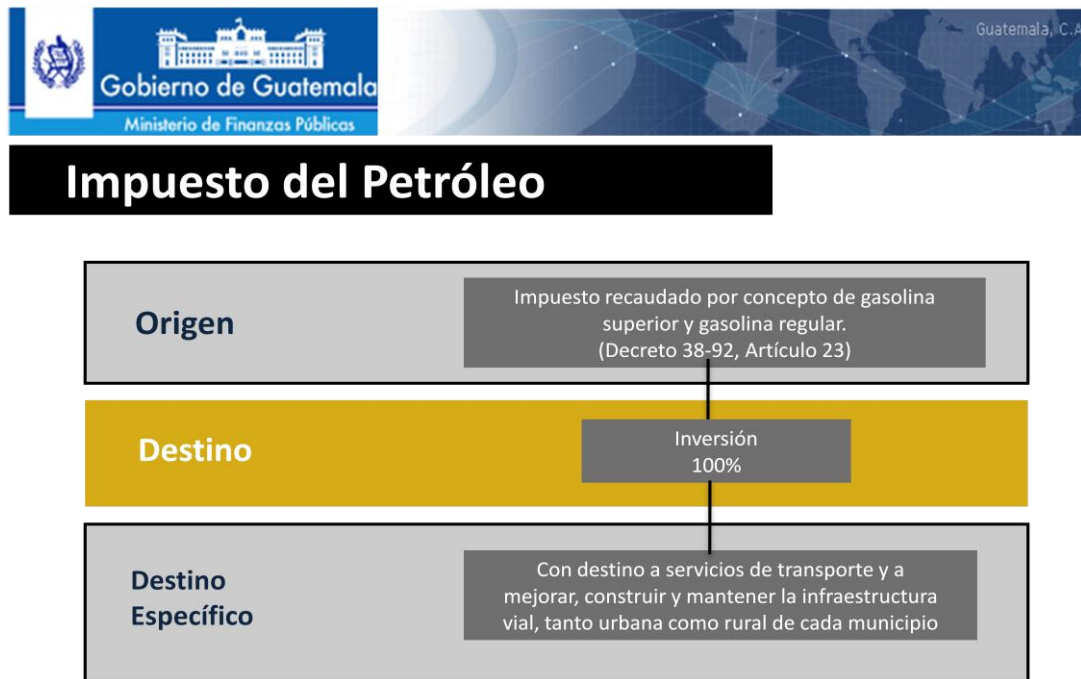 Guatemala, C.A
Gobierno de Guatemala
Ministerio de Finanzas Públicas
Impuesto del Petróleo
Origen
Impuesto recaudado por concepto de gasolina
superior y gasolina regular.
(Decreto 38-92, Artículo 23)
Destino
Inversión
100%
Destino
Específico
Con destino a servicios de transporte y a
mejorar, construir y mantener la infraestructura
vial, tanto urbana como rural de cada municipio